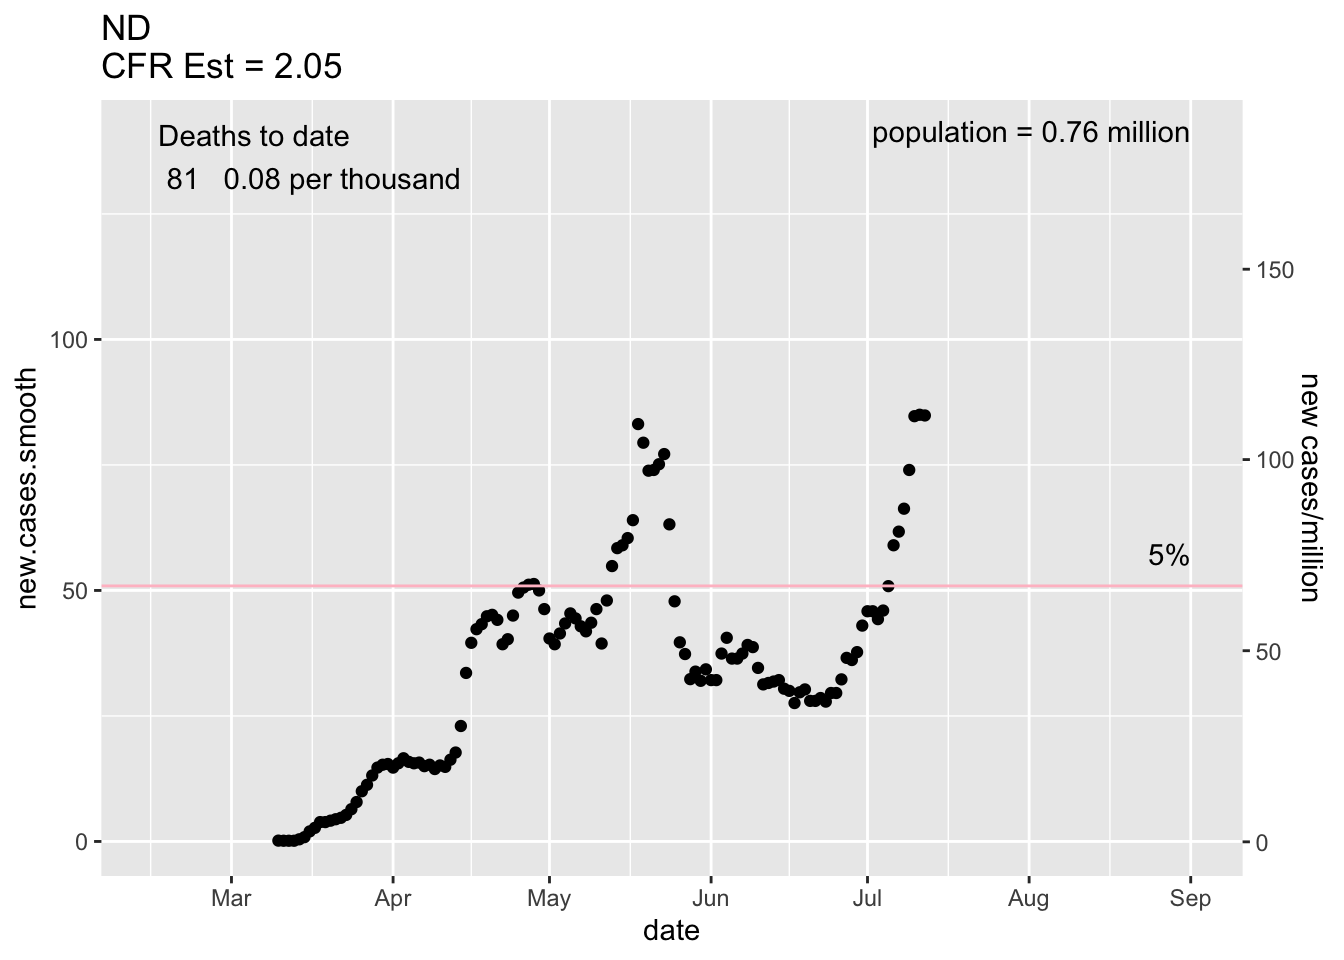 ND
CFR Est = 2.05
Deaths to date
81 0.08 per thousand
population = 0.76 million
150
100
100
new.cases.smooth
new cases/million
5%
50
50
0
0
Mar Apr May Jun Jul Aug Sep
date